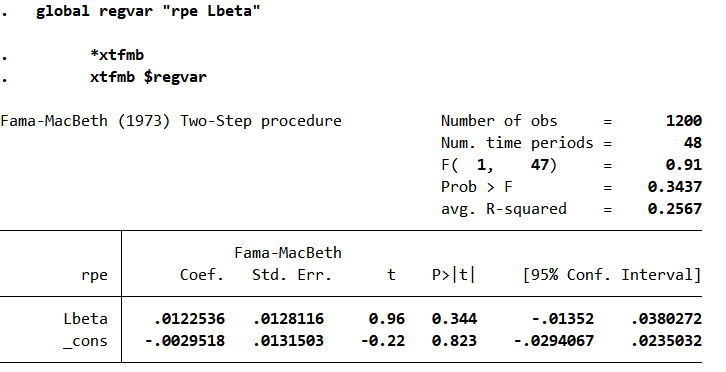 . global regvar "rpe Lbeta"
. *xtfmb
. xtfmb $regvar
Fama-MacBeth (1973) Two-Step procedure Number of obs = 1200
Num. time periods = 48
F( 1, 47) = 0.91
Prob > F = 0.3437
avg. R-squared = 0.2567
Fama-MacBeth
rpe Coef. Std. Err. t P>|t| [95% Conf. Interval]
Lbeta .0122536 .0128116 0.96 0.344 -.01352 .0380272
_cons -.0029518 .0131503 -0.22 0.823 -.0294067 .0235032